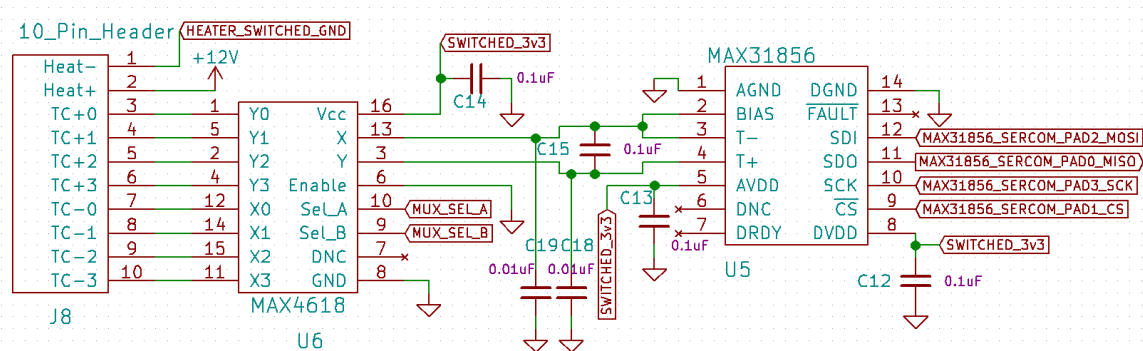 10_Pin_Header
HEATER_SWITCHED_GND
+12V
Heat- 1
Heat+ 2
TC+0 3
TC+1 4
TC+2 5
TC+3 6
TC-0 7
TC-1 8
TC-2 9
TC-3 10
J8
1 Y0 Vcc 16
5 Y1 X 13
2 Y2 Y 3
4 Y3 Enable 6
12 X0 Sel_A 10
14 X1 Sel_B 9
15 X2 DNC 7
11 X3 GND 8
MAX4618
U6
SWITCHED_3v3
0.1uF
C14
MUX_SEL_A
MUX_SEL_B
C15
0.1uF
C19
0.01uF
C18
0.01uF
SWITCHED_3v3
C13
0.1uF
MAX31856
1 AGND DGND 14
2 BIAS FAULT 13
3 T- SDI 12
4 T+ SDO 11
5 AVDD SCK 10
6 DNC CS 9
7 DRDY DVDD 8
U5
MAX31856_SERCOM_PAD2_MOSI
MAX31856_SERCOM_PAD0_MISO
MAX31856_SERCOM_PAD3_SCK
MAX31856_SERCOM_PAD1_CS
SWITCHED_3v3
C12
0.1uF